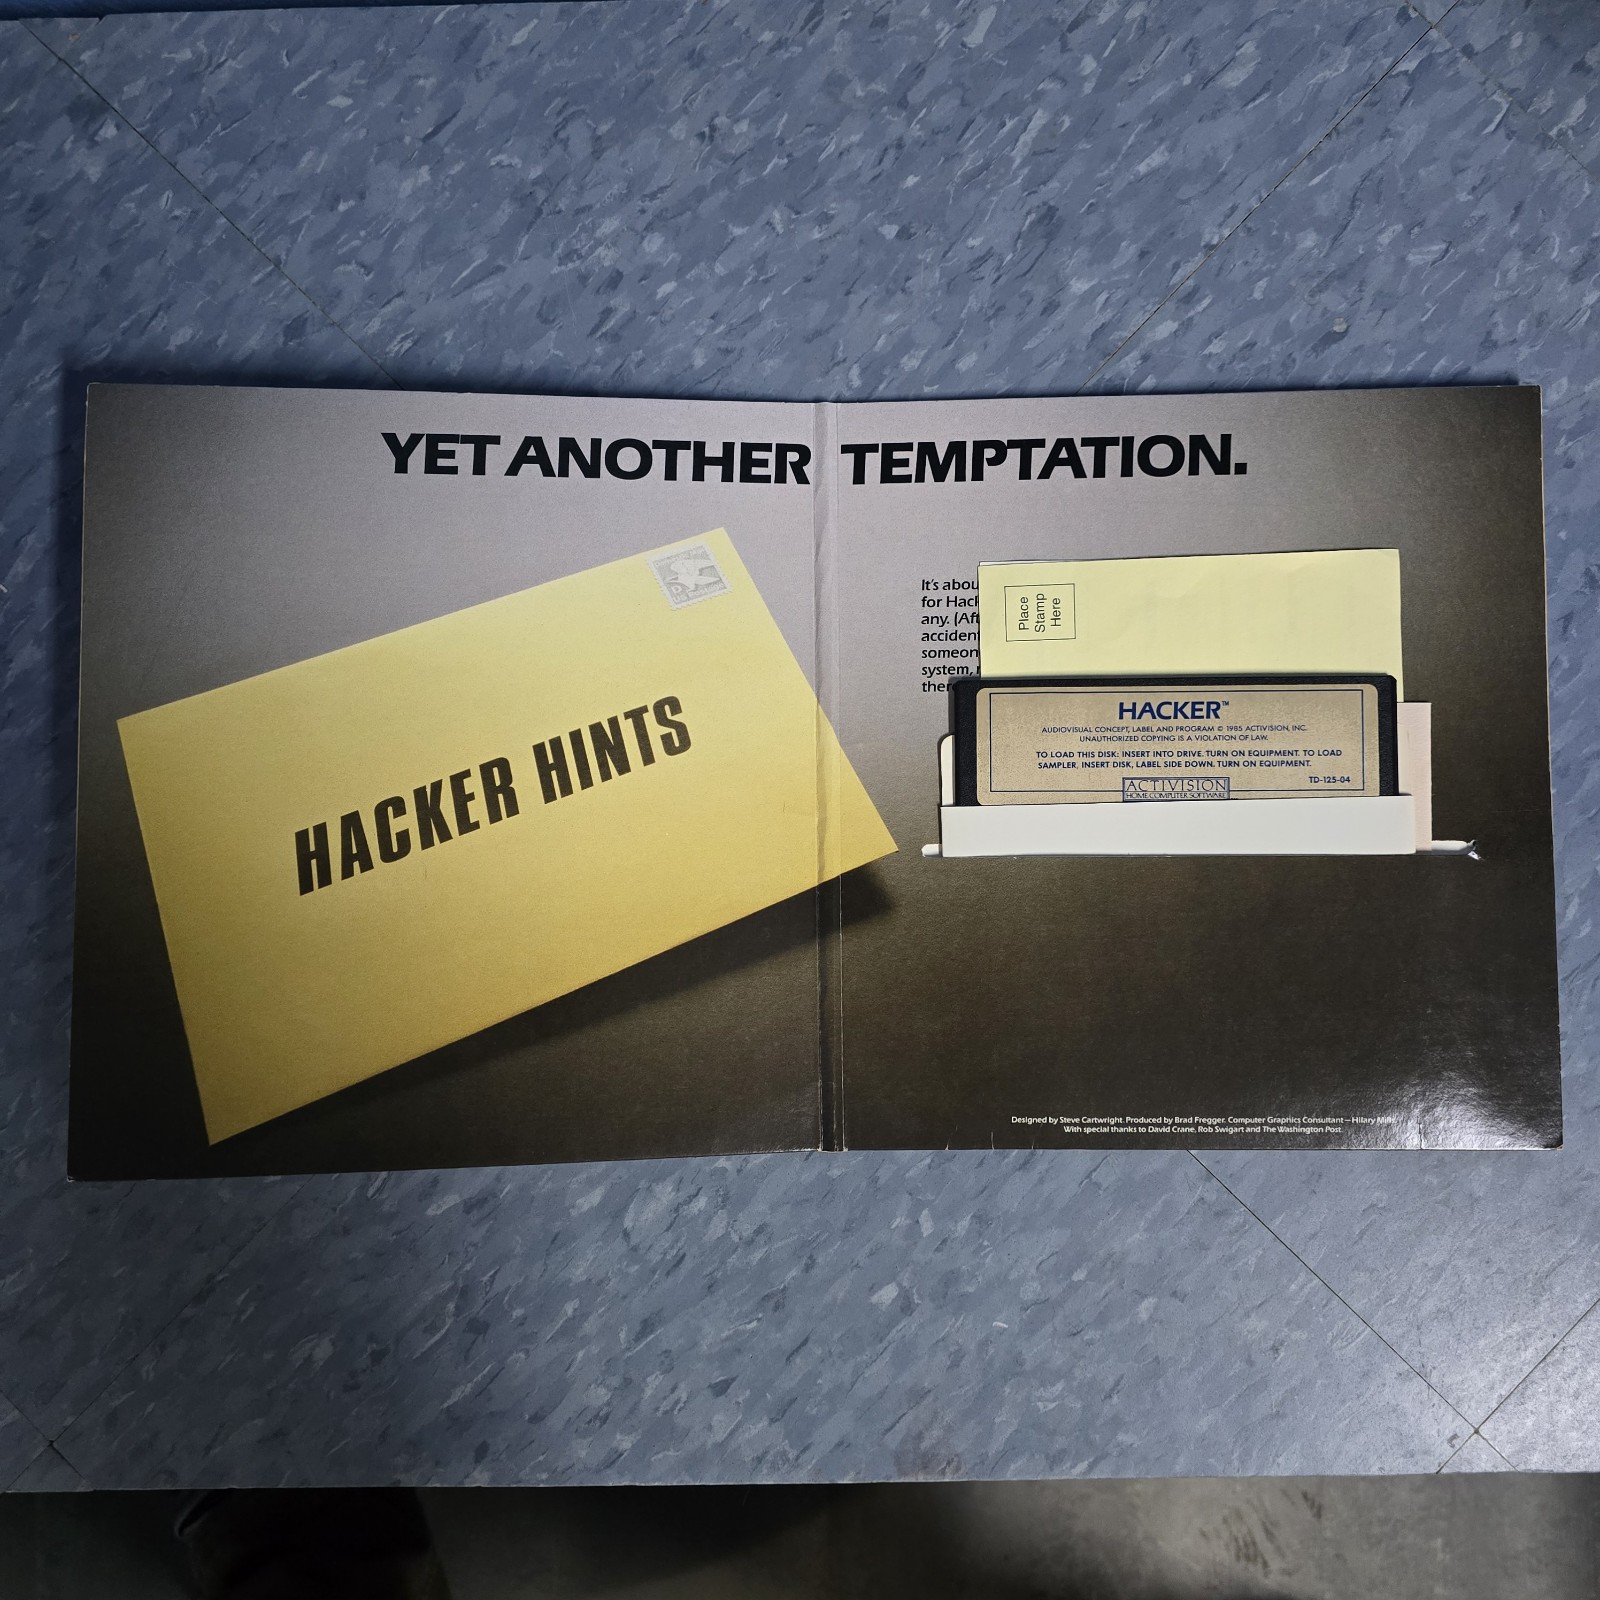 YET ANOTHER TEMPTATION.
D
US Postage
HACKER HINTS
It's abou
for Hack
any. (Aft
accident
someon
system, r
there
Place
Stamp
Here
HACKER™
AUDIOVISUAL CONCEPT, LABEL AND PROGRAM © 1985 ACTIVISION, INC.
UNAUTHORIZED COPYING IS A VIOLATION OF LAW.
TO LOAD THIS DISK: INSERT INTO DRIVE. TURN ON EQUIPMENT. TO LOAD
SAMPLER, INSERT DISK, LABEL SIDE DOWN. TURN ON EQUIPMENT.
TD-125-04
ACTIVISION
HOME COMPUTER SOFTWARE
Designed by Steve Cartwright. Produced by Brad Fregger. Computer Graphics Consultant—Hilary Mills.
With special thanks to David Crane, Rob Swigart and The Washington Post.